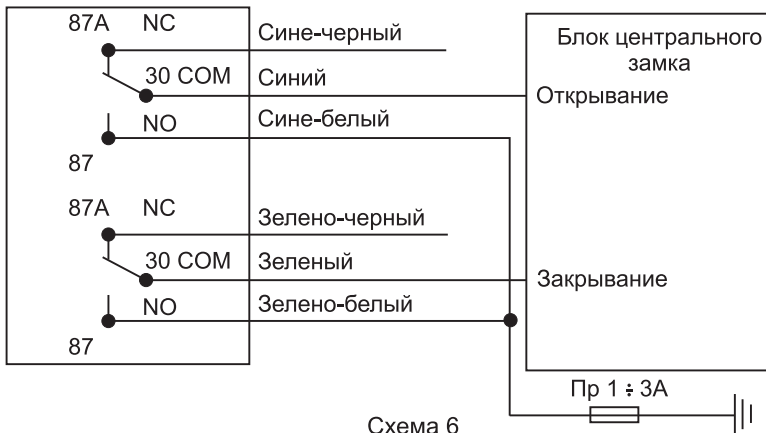 87A NC
Сине-черный
30 COM
Синий
NO
Сине-белый
87
87A NC
Зелено-черный
30 COM
Зеленый
NO
Зелено-белый
87
Блок центрального
замка
Открывание
Закрывание
Пр 1 ÷ 3А
Схема 6